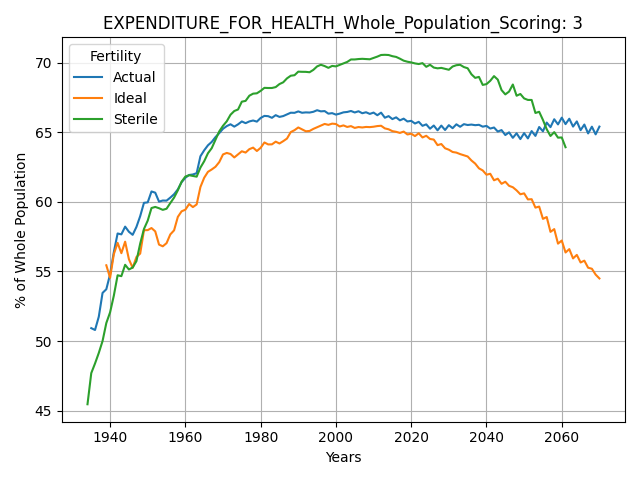 EXPENDITURE_FOR_HEALTH_Whole_Population_Scoring: 3
Fertility
Actual
Ideal
Sterile
% of Whole Population
70
65
60
55
50
45
1940 1960 1980 2000 2020 2040 2060
Years